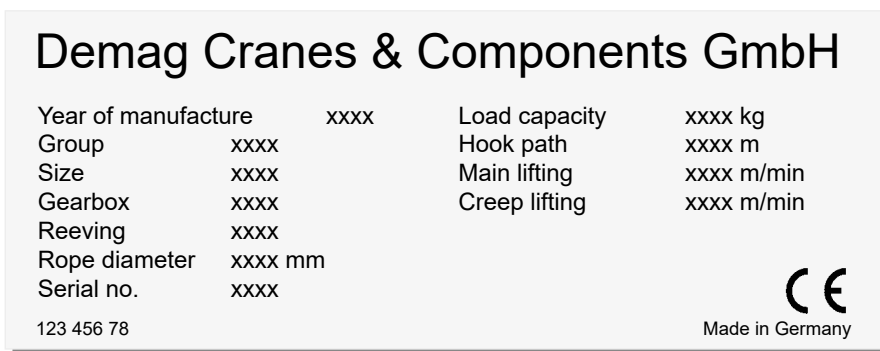 Demag Cranes & Components GmbH
Year of manufacture xxxx
Group xxxx
Size xxxx
Gearbox xxxx
Reeving xxxx
Rope diameter xxxx mm
Serial no. xxxx
123 456 78
Load capacity xxxx kg
Hook path xxxx m
Main lifting xxxx m/min
Creep lifting xxxx m/min
CE
Made in Germany